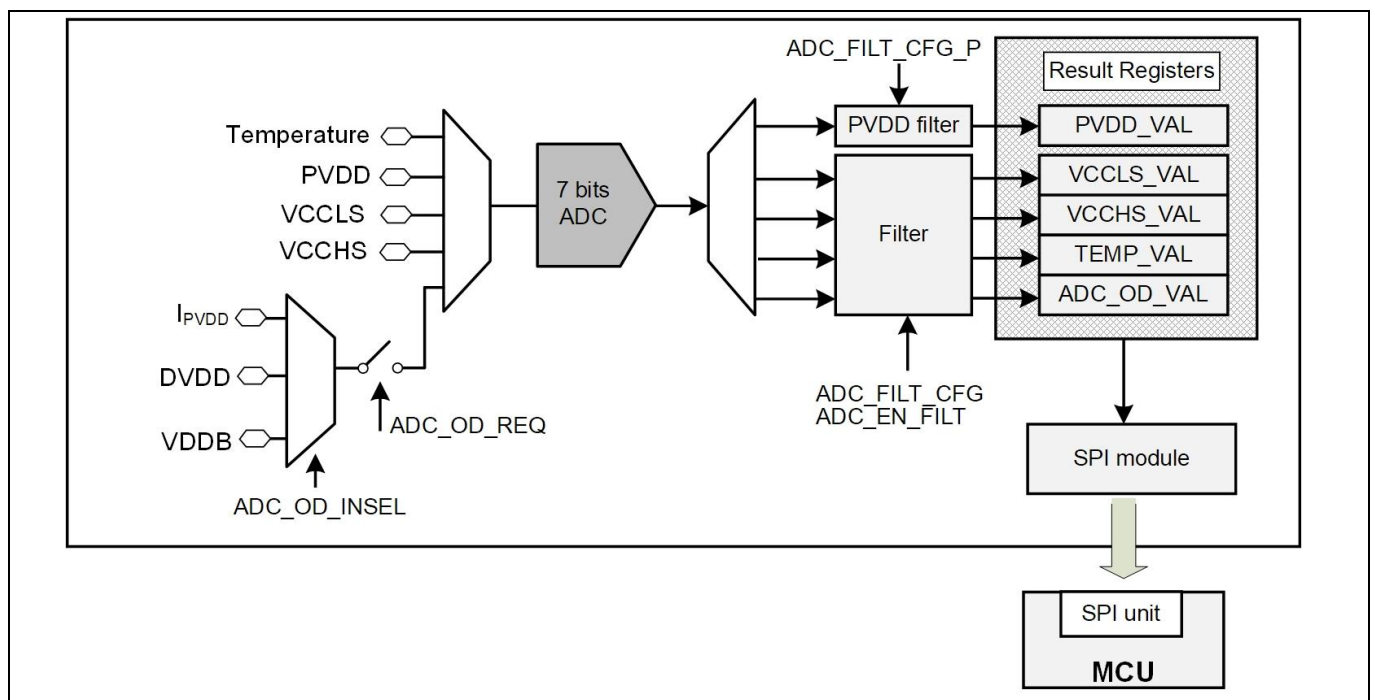 ADC_FILT_CFG_P
Result Registers
Temperature
PVDD
VCCLS
VCCHS
7 bits
ADC
PVDD filter
Filter
PVDD_VAL
VCCLS_VAL
VCCHS_VAL
TEMP_VAL
ADC_OD_VAL
IPVDD
DVDD
VDDB
ADC_OD_REQ
ADC_OD_INSEL
ADC_FILT_CFG
ADC_EN_FILT
SPI module
SPI unit
MCU